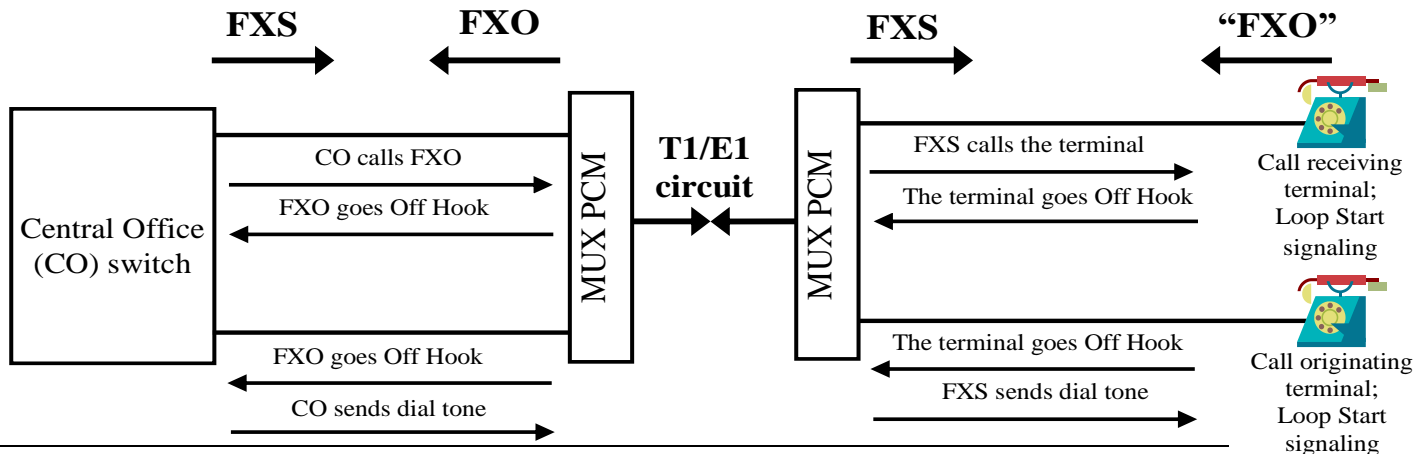 FXS
FXO
FXS
“FXO”
Central Office
(CO) switch
CO calls FXO
FXO goes Off Hook
MUX PCM
T1/E1
circuit
MUX PCM
FXS calls the terminal
The terminal goes Off Hook
Call receiving
terminal;
Loop Start
signaling
FXO goes Off Hook
CO sends dial tone
The terminal goes Off Hook
FXS sends dial tone
Call originating
terminal;
Loop Start
signaling